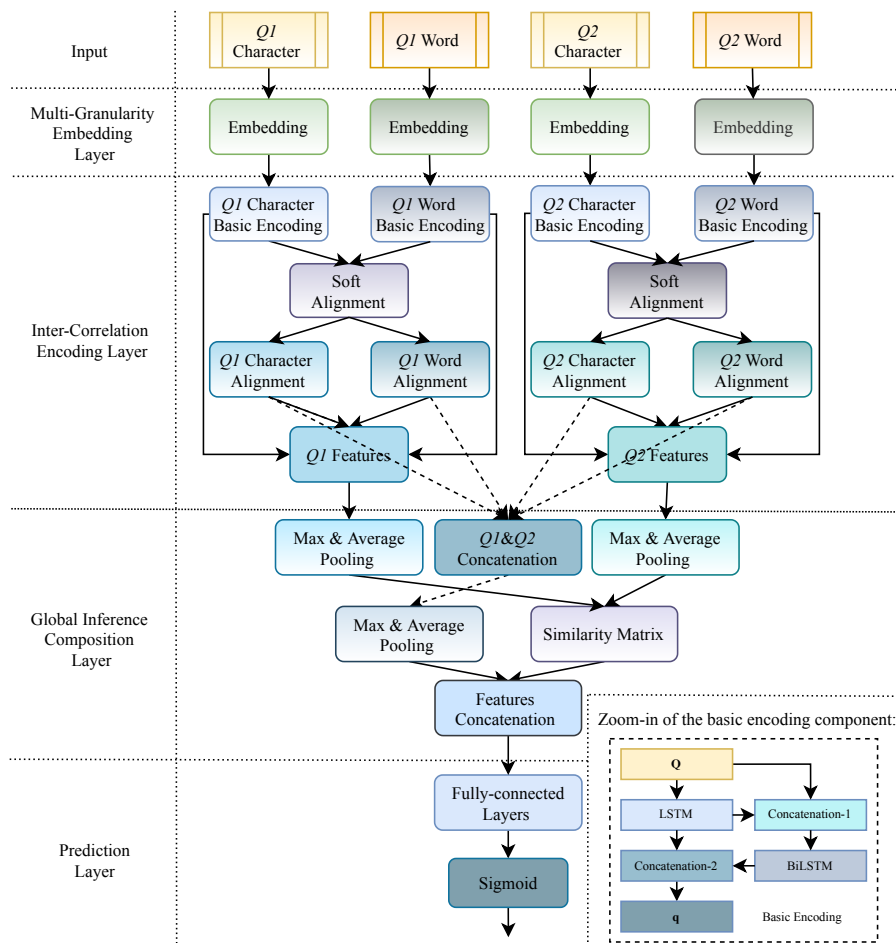 Input
Q1
Character
Q1 Word
Q2
Character
Q2 Word
Multi-Granularity
Embedding
Layer
Embedding
Embedding
Embedding
Embedding
Inter-Correlation
Encoding Layer
Q1 Character
Basic Encoding
Q1 Word
Basic Encoding
Q2 Character
Basic Encoding
Q2 Word
Basic Encoding
Soft
Alignment
Soft
Alignment
Q1 Character
Alignment
Q1 Word
Alignment
Q2 Character
Alignment
Q2 Word
Alignment
Q1 Features
Q2 Features
Global Inference
Composition
Layer
Max & Average
Pooling
Q1&Q2
Concatenation
Max & Average
Pooling
Max & Average
Pooling
Similarity Matrix
Features
Concatenation
Prediction
Layer
Fully-connected
Layers
Sigmoid
Zoom-in of the basic encoding component:
Q
LSTM
Concatenation-1
Concatenation-2
BiLSTM
q
Basic Encoding